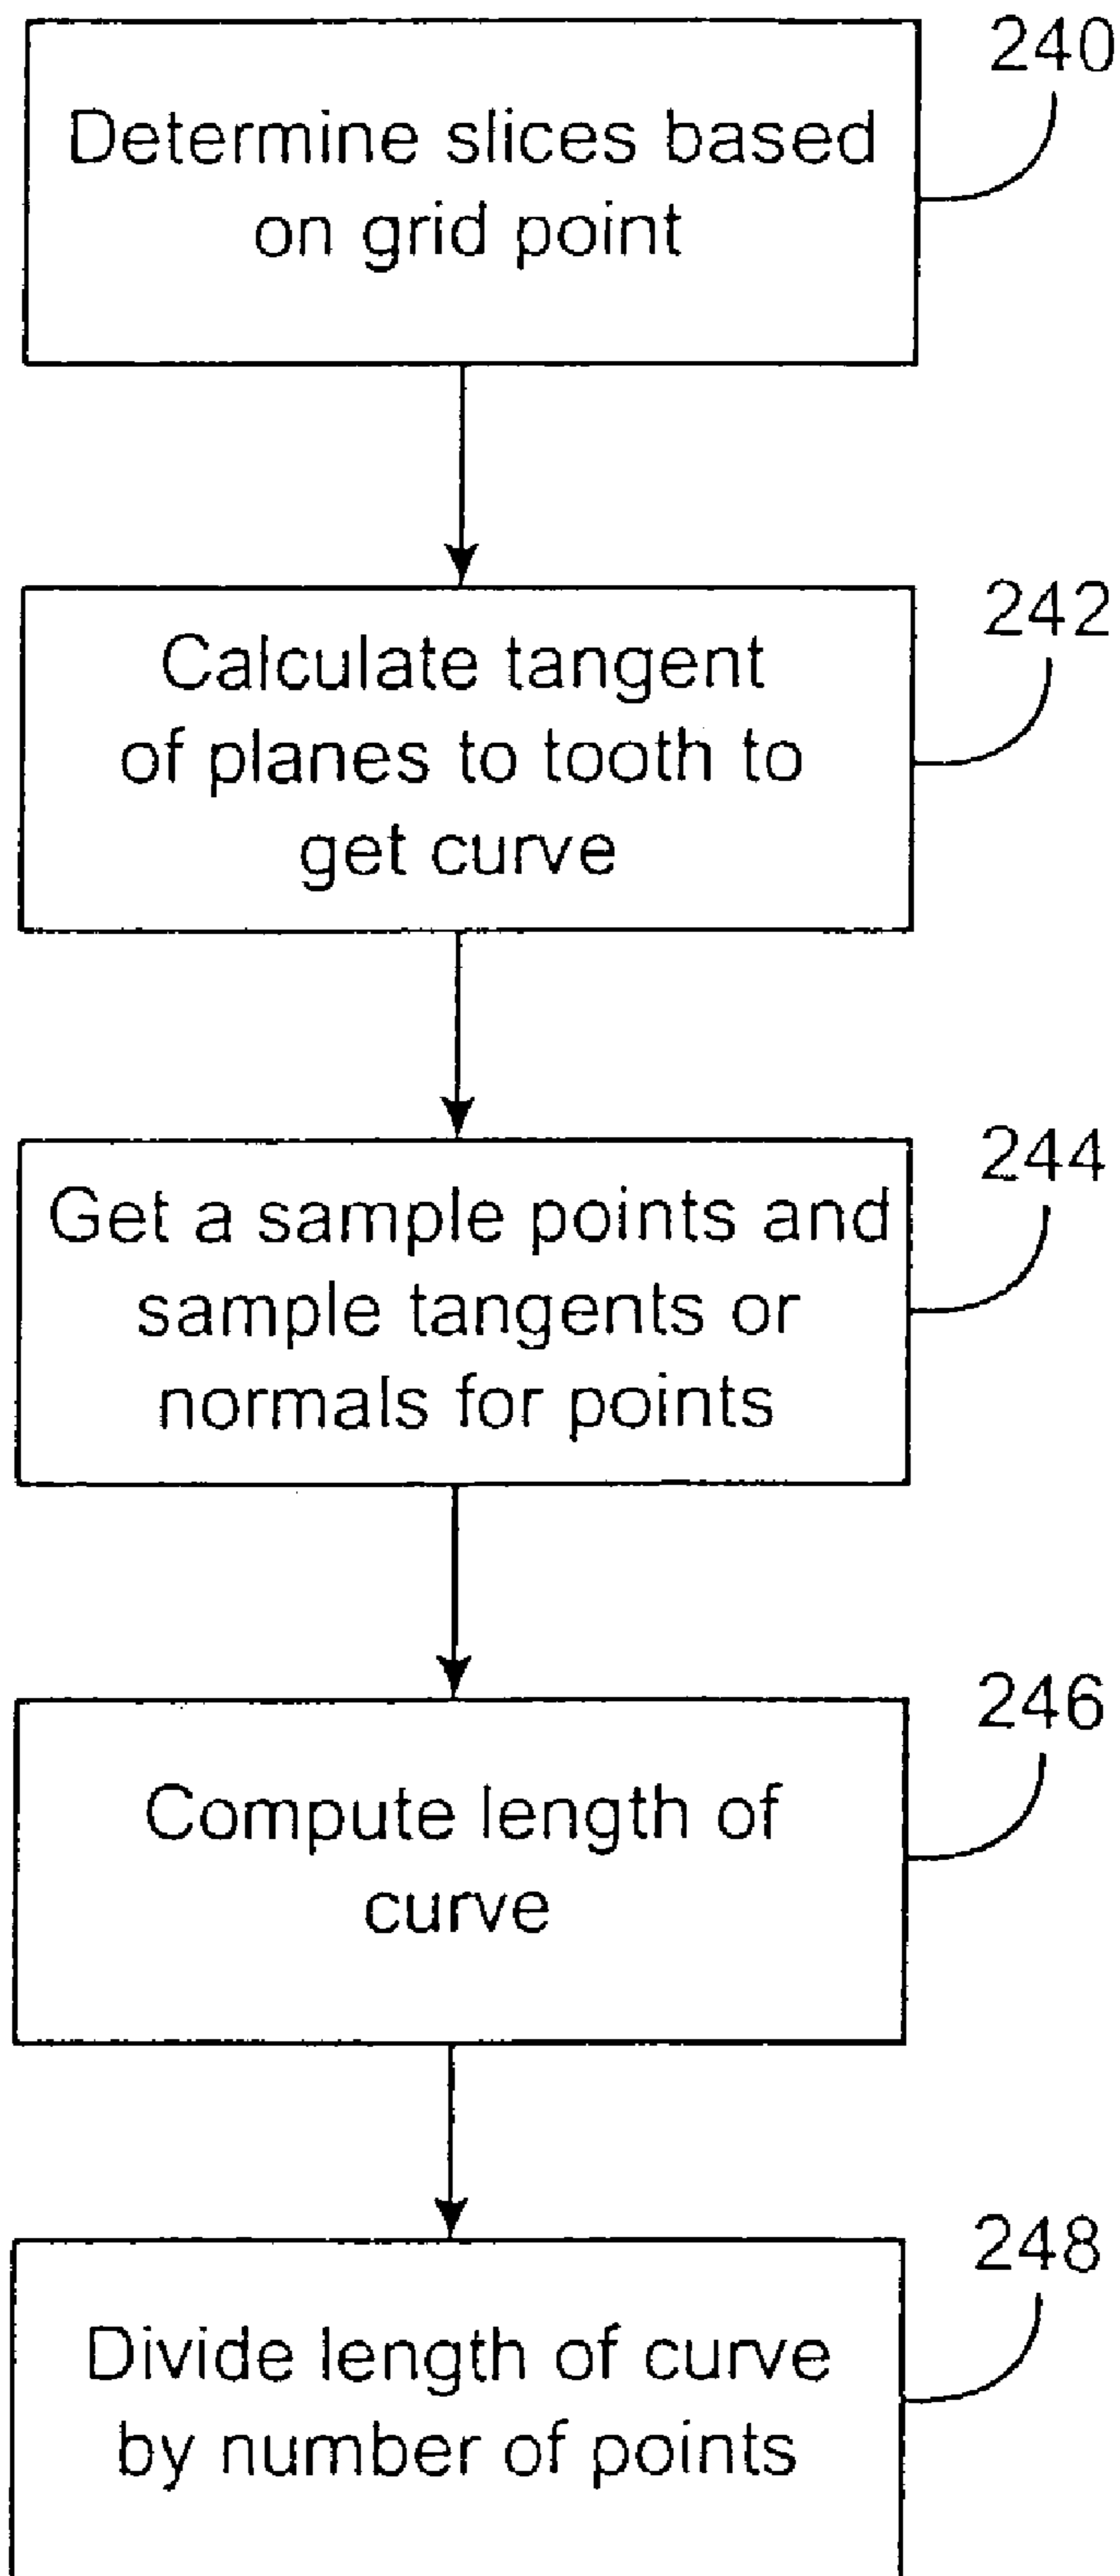 240
Determine slices based
on grid point
242
Calculate tangent
of planes to tooth to
get curve
244
Get a sample points and
sample tangents or
normals for points
246
Compute length of
curve
248
Divide length of curve
by number of points